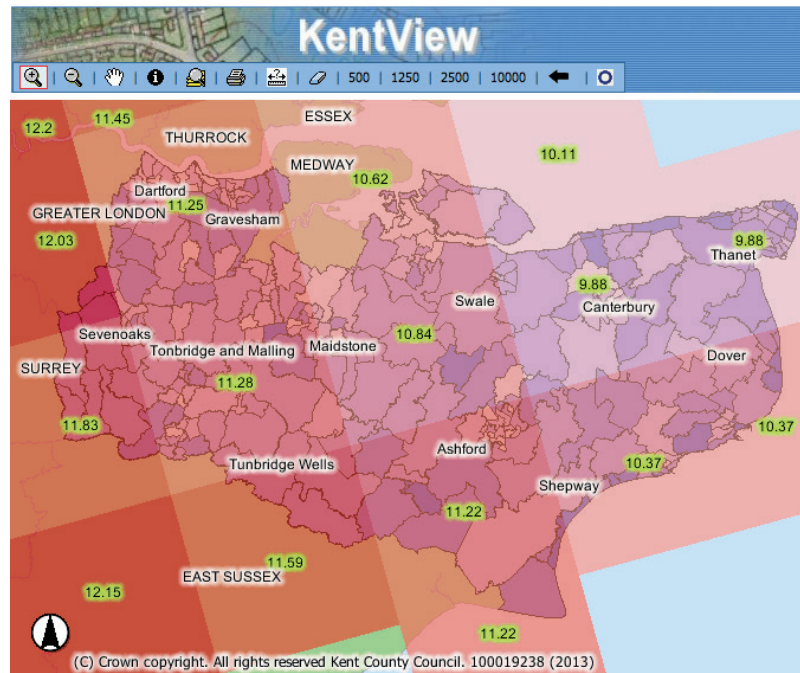 KentView
500 | 1250 | 2500 | 10000
ESSEX
11.45
12.2
THURROCK
10.11
MEDWAY
10.62
Dartford
11.25
GREATER LONDON
Gravesham
12.03
9.88
Thanet
9.88
Swale
Canterbury
Sevenoaks
10.84
Tonbridge and Malling
Maidstone
Dover
SURREY
11.28
11.83
10.37
Ashford
Tunbridge Wells
10.37
Shepway
11.22
11.59
EAST SUSSEX
12.15
11.22
(C) Crown copyright. All rights reserved Kent County Council. 100019238 (2013)